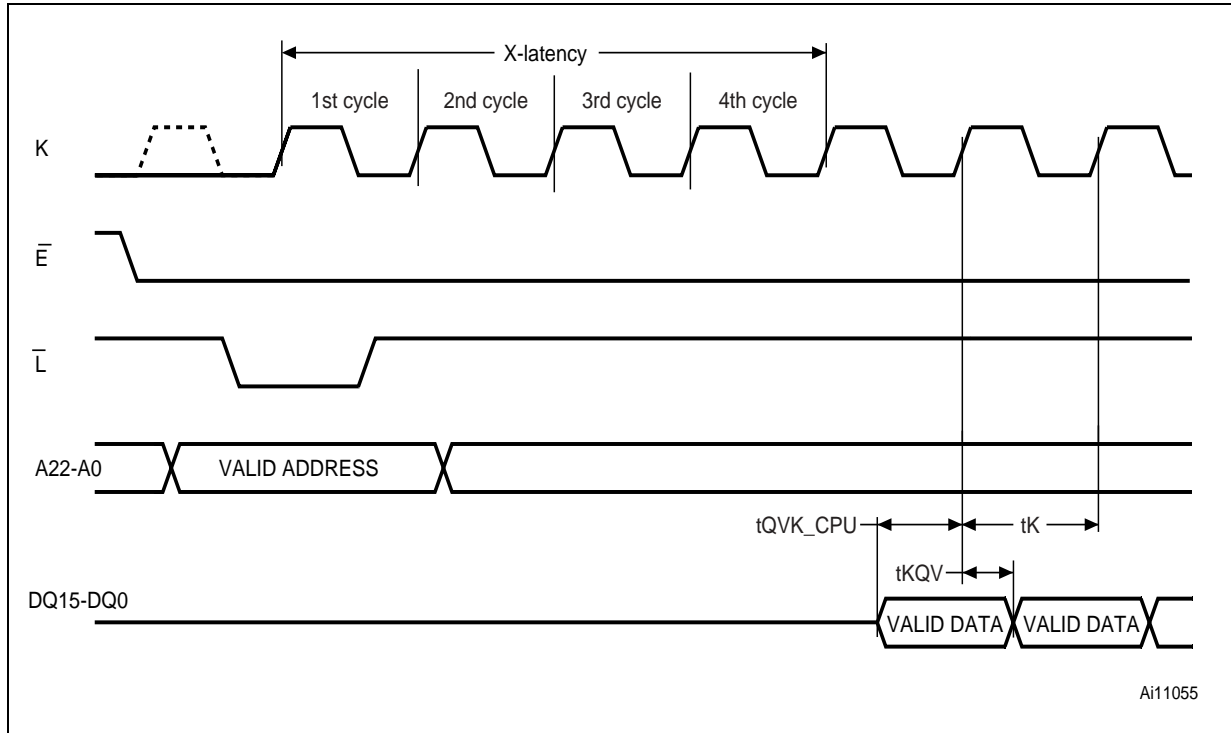 X-latency
1st cycle 2nd cycle 3rd cycle 4th cycle
K
E̅
L̅
A22-A0 VALID ADDRESS
tQVK_CPU tK
tKQV
DQ15-DQ0
VALID DATA VALID DATA
Ai11055